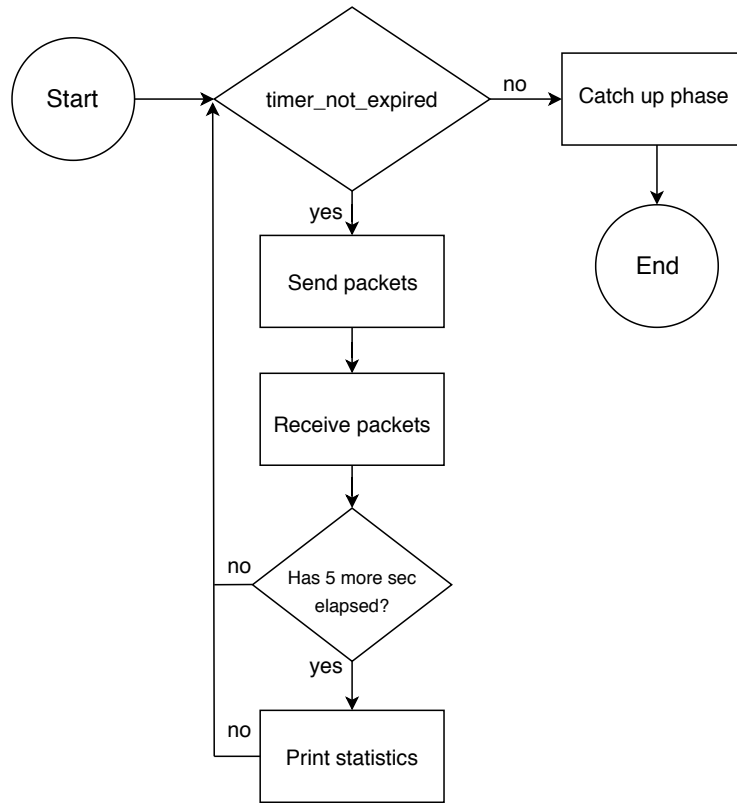 Start
timer_not_expired
no
Catch up phase
yes
End
Send packets
Receive packets
no
Has 5 more sec
elapsed?
yes
no
Print statistics